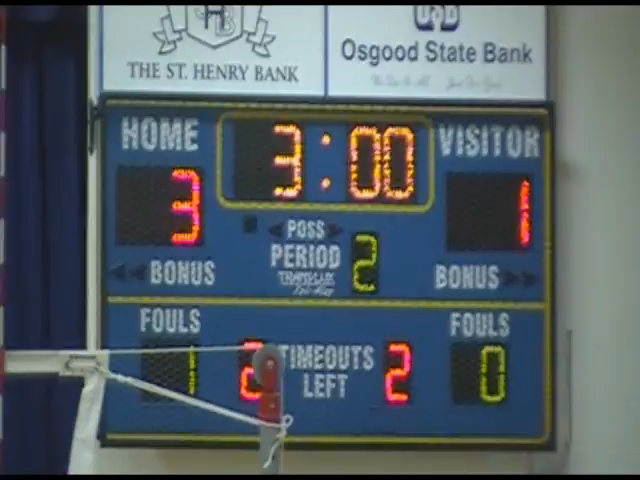 THE ST. HENRY BANK
Osgood State Bank
HOME 3:00 VISITOR
3 1
POSS
PERIOD 2
BONUS BONUS
FOULS FOULS
1 2 TIMEOUTS LEFT 2 0